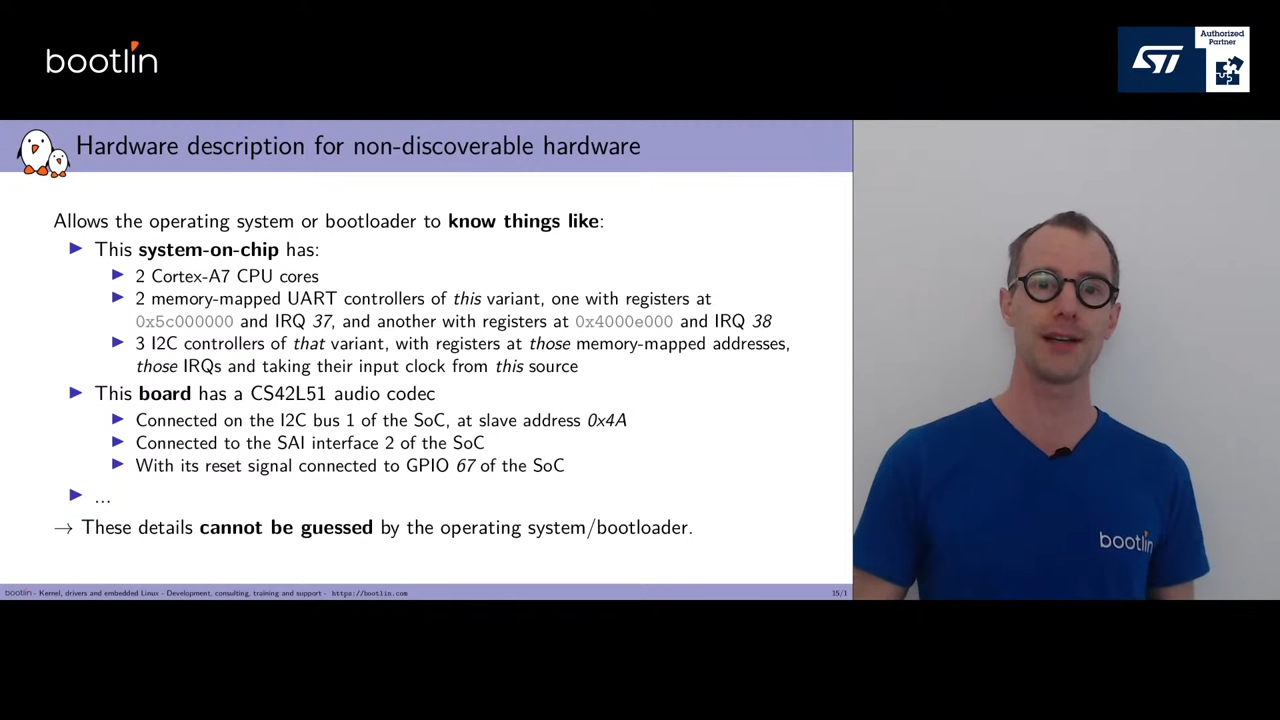 bootlin
Authorized
Partner
ST
Hardware description for non-discoverable hardware
Allows the operating system or bootloader to know things like:
This system-on-chip has:
2 Cortex-A7 CPU cores
2 memory-mapped UART controllers of this variant, one with registers at
0x5c000000 and IRQ 37, and another with registers at 0x4000e000 and IRQ 38
3 I2C controllers of that variant, with registers at those memory-mapped addresses,
those IRQs and taking their input clock from this source
This board has a CS42L51 audio codec
Connected on the I2C bus 1 of the SoC, at slave address 0x4A
Connected to the SAI interface 2 of the SoC
With its reset signal connected to GPIO 67 of the SoC
...
→ These details cannot be guessed by the operating system/bootloader.
bootlin - Kernel, drivers and embedded Linux - Development, consulting, training and support - https://bootlin.com
15/1
bootlin